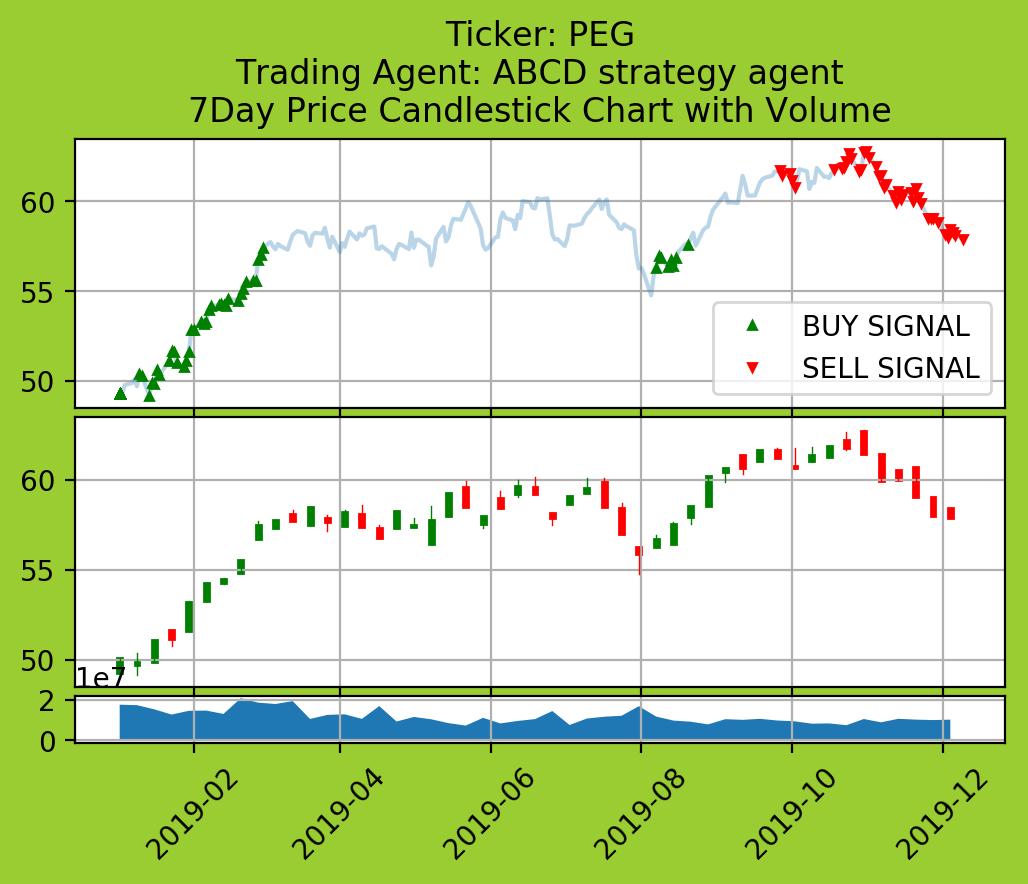 Ticker: PEG
Trading Agent: ABCD strategy agent
7Day Price Candlestick Chart with Volume
60
55
50
BUY SIGNAL
SELL SIGNAL
60
55
50
1e7
2
0
2019-02
2019-04
2019-06
2019-08
2019-10
2019-12